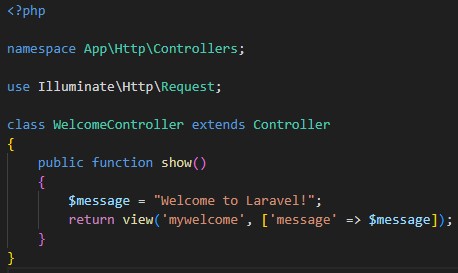 <?php
namespace App\Http\Controllers;
use Illuminate\Http\Request;
class WelcomeController extends Controller
{
    public function show()
    {
        $message = "Welcome to Laravel!";
        return view('mywelcome', ['message' => $message]);
    }
}